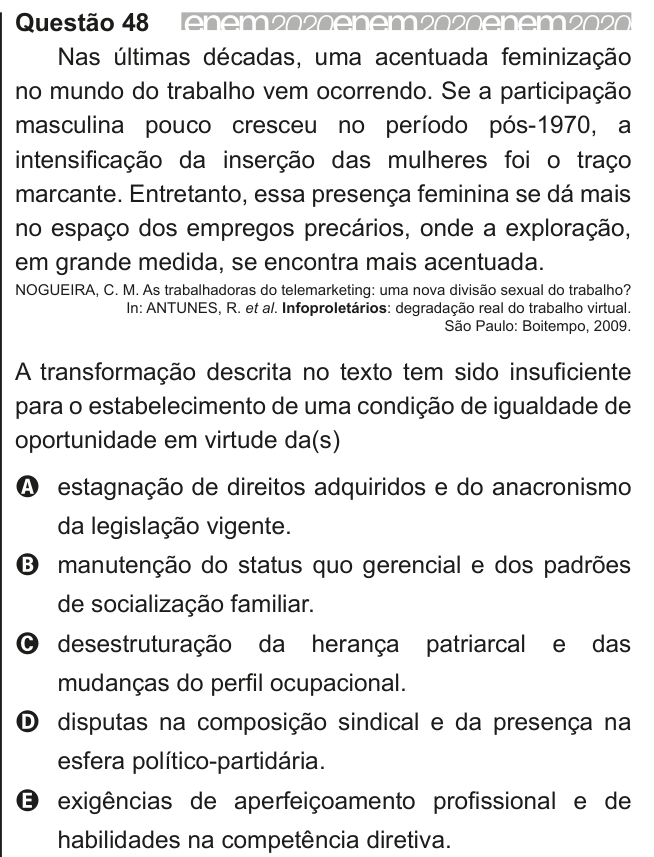 Questão 48 enem2020enem2020enem2020
Nas últimas décadas, uma acentuada feminização
no mundo do trabalho vem ocorrendo. Se a participação
masculina pouco cresceu no período pós-1970, a
intensificação da inserção das mulheres foi o traço
marcante. Entretanto, essa presença feminina se dá mais
no espaço dos empregos precários, onde a exploração,
em grande medida, se encontra mais acentuada.
NOGUEIRA, C. M. As trabalhadoras do telemarketing: uma nova divisão sexual do trabalho?
In: ANTUNES, R. et al. Infoproletários: degradação real do trabalho virtual.
São Paulo: Boitempo, 2009.
A transformação descrita no texto tem sido insuficiente
para o estabelecimento de uma condição de igualdade de
oportunidade em virtude da(s)
A estagnação de direitos adquiridos e do anacronismo
da legislação vigente.
B manutenção do status quo gerencial e dos padrões
de socialização familiar.
C desestruturação da herança patriarcal e das
mudanças do perfil ocupacional.
D disputas na composição sindical e da presença na
esfera político-partidária.
E exigências de aperfeiçoamento profissional e de
habilidades na competência diretiva.